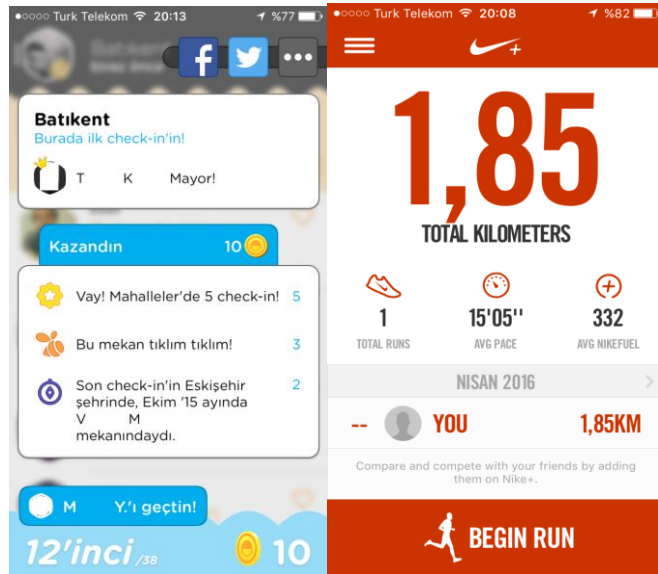 Turk Telekom 20:13 %77
Batıkent
Burada ilk check-in'in!
T K Mayor!
Kazandın 10
Vay! Mahalleler'de 5 check-in! 5
Bu mekan tıklım tıklım! 3
Son check-in'in Eskişehir 2
şehrinde, Ekim '15 ayında
V M
mekanındaydı.
M Y.'ı geçtin!
12'inci /38 10
Turk Telekom 20:08 %82
1,85
TOTAL KILOMETERS
1 15'05'' 332
TOTAL RUNS AVG PACE AVG NIKEFUEL
NISAN 2016
-- YOU 1,85KM
Compare and compete with your friends by adding
them on Nike+.
BEGIN RUN